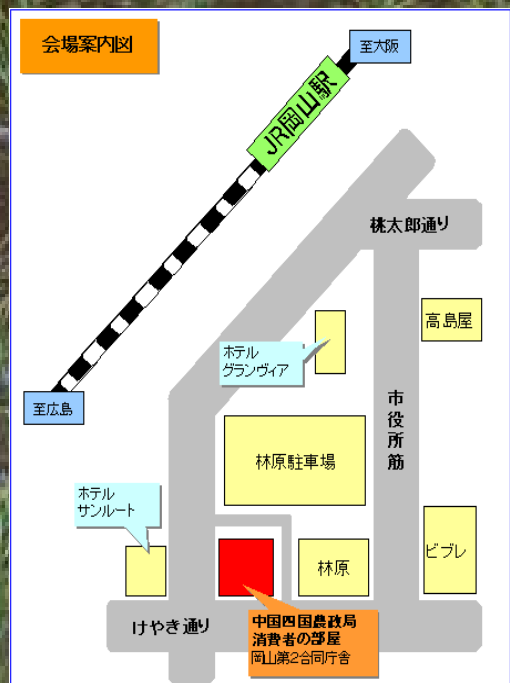 会場案内図
至大阪
JR岡山駅
桃太郎通り
高島屋
ホテル
グランヴィア
至広島
市役所筋
林原駐車場
ホテル
サンルート
ビブレ
林原
けやき通り
中国四国農政局
消費者の部屋
岡山第2合同庁舎